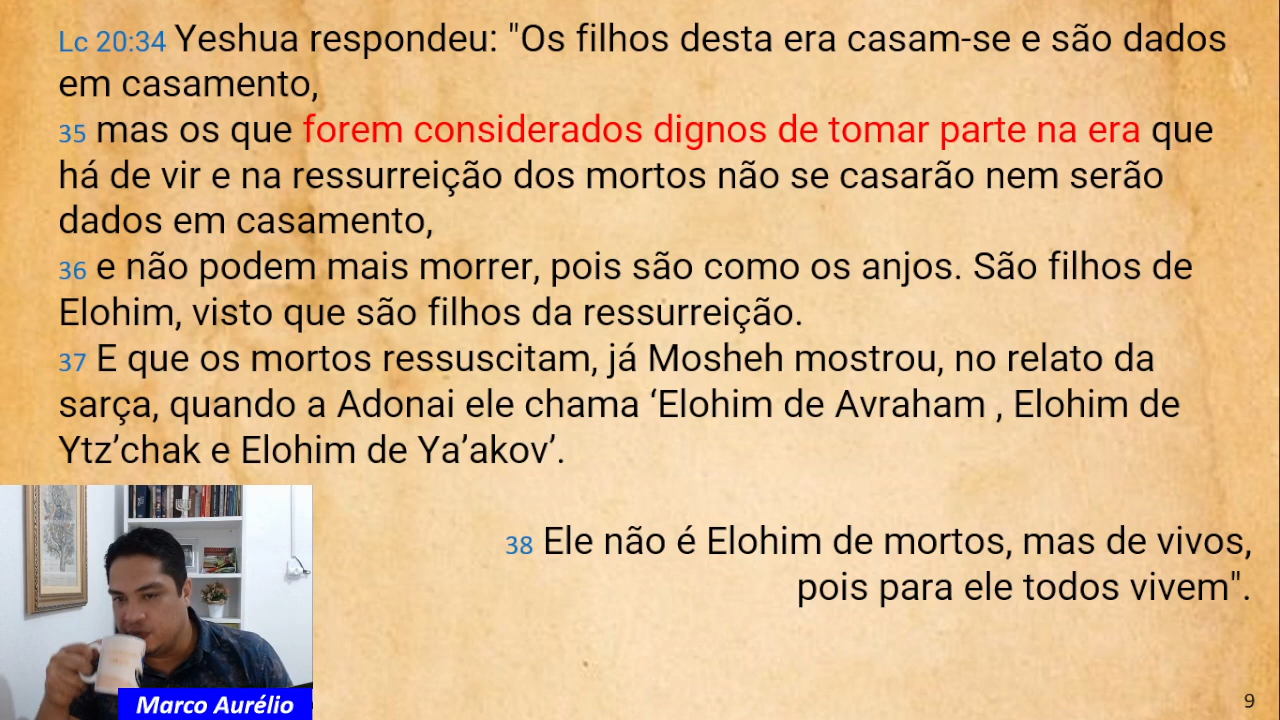 Lc 20:34 Yeshua respondeu: "Os filhos desta era casam-se e são dados
em casamento,
35 mas os que forem considerados dignos de tomar parte na era que
há de vir e na ressurreição dos mortos não se casarão nem serão
dados em casamento,
36 e não podem mais morrer, pois são como os anjos. São filhos de
Elohim, visto que são filhos da ressurreição.
37 E que os mortos ressuscitam, já Mosheh mostrou, no relato da
sarça, quando a Adonai ele chama ‘Elohim de Avraham , Elohim de
Ytz’chak e Elohim de Ya’akov’.
38 Ele não é Elohim de mortos, mas de vivos,
pois para ele todos vivem".
Marco Aurélio
9